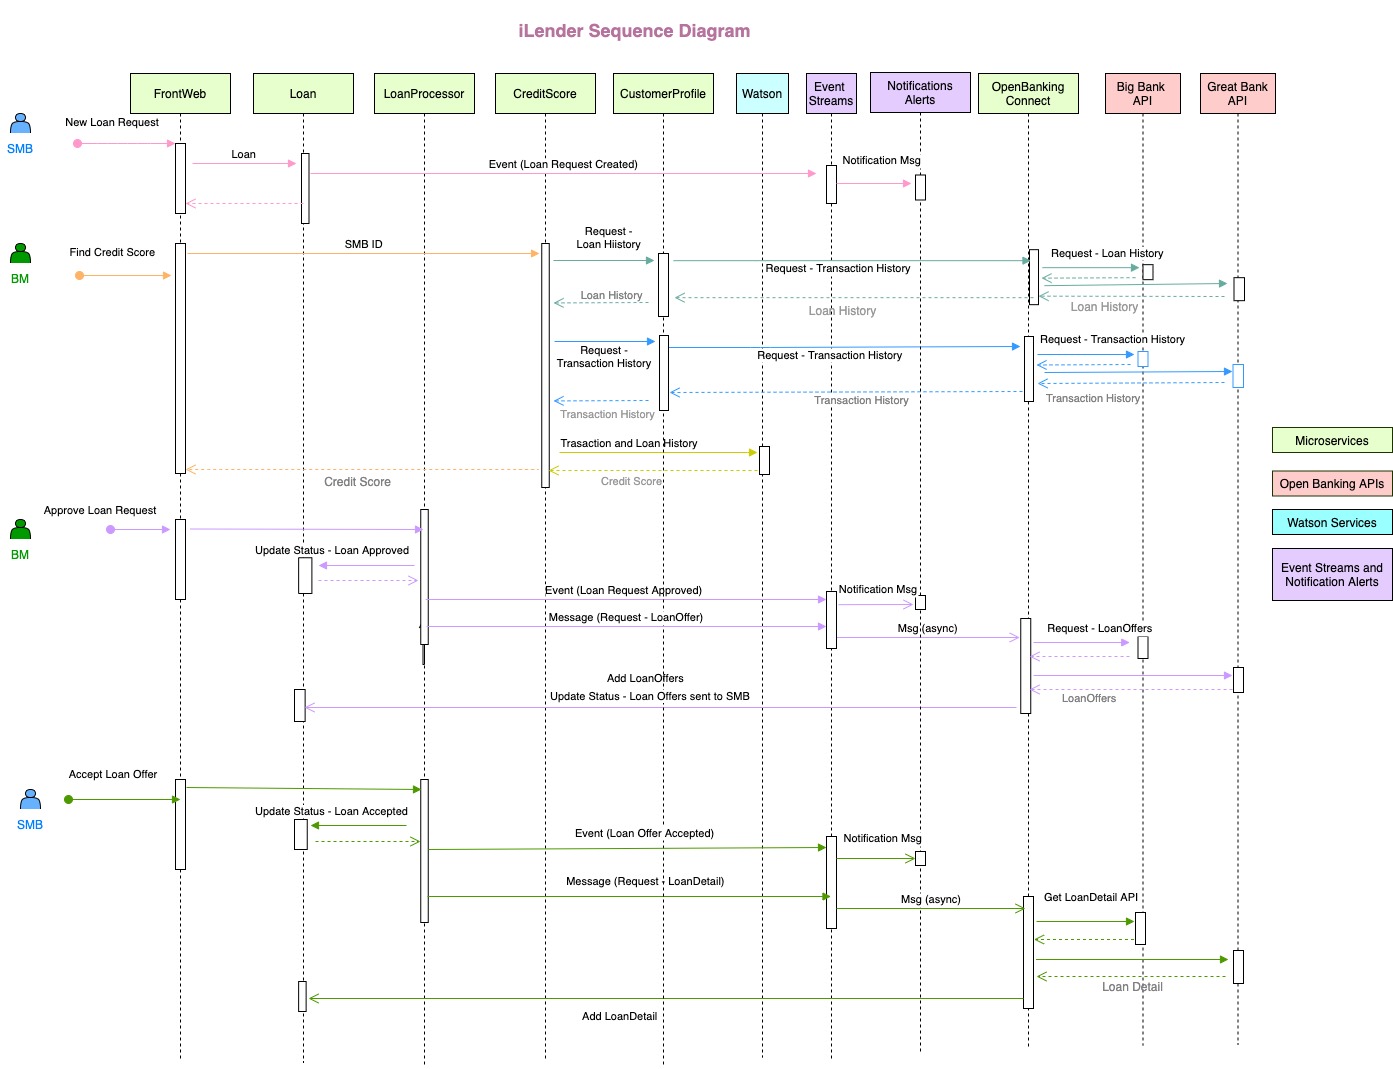 iLender Sequence Diagram
FrontWeb
Loan
LoanProcessor
CreditScore
CustomerProfile
Watson
Event
Streams
Notifications
Alerts
OpenBanking
Connect
Big Bank
API
Great Bank
API
SMB
New Loan Request
Loan
Event (Loan Request Created)
Notification Msg
BM
Find Credit Score
SMB ID
Request -
Loan Hiistory
Request - Transaction History
Request - Loan History
Loan History
Loan History
Loan History
Request -
Transaction History
Request - Transaction History
Request - Transaction History
Transaction History
Transaction History
Transaction History
Trasaction and Loan History
Credit Score
Credit Score
Microservices
Open Banking APIs
Watson Services
Event Streams and
Notification Alerts
BM
Approve Loan Request
Update Status - Loan Approved
Event (Loan Request Approved)
Notification Msg
Message (Request - LoanOffer)
Msg (async)
Request - LoanOffers
Add LoanOffers
Update Status - Loan Offers sent to SMB
LoanOffers
SMB
Accept Loan Offer
Update Status - Loan Accepted
Event (Loan Offer Accepted)
Notification Msg
Message (Request - LoanDetail)
Msg (async)
Get LoanDetail API
Loan Detail
Add LoanDetail